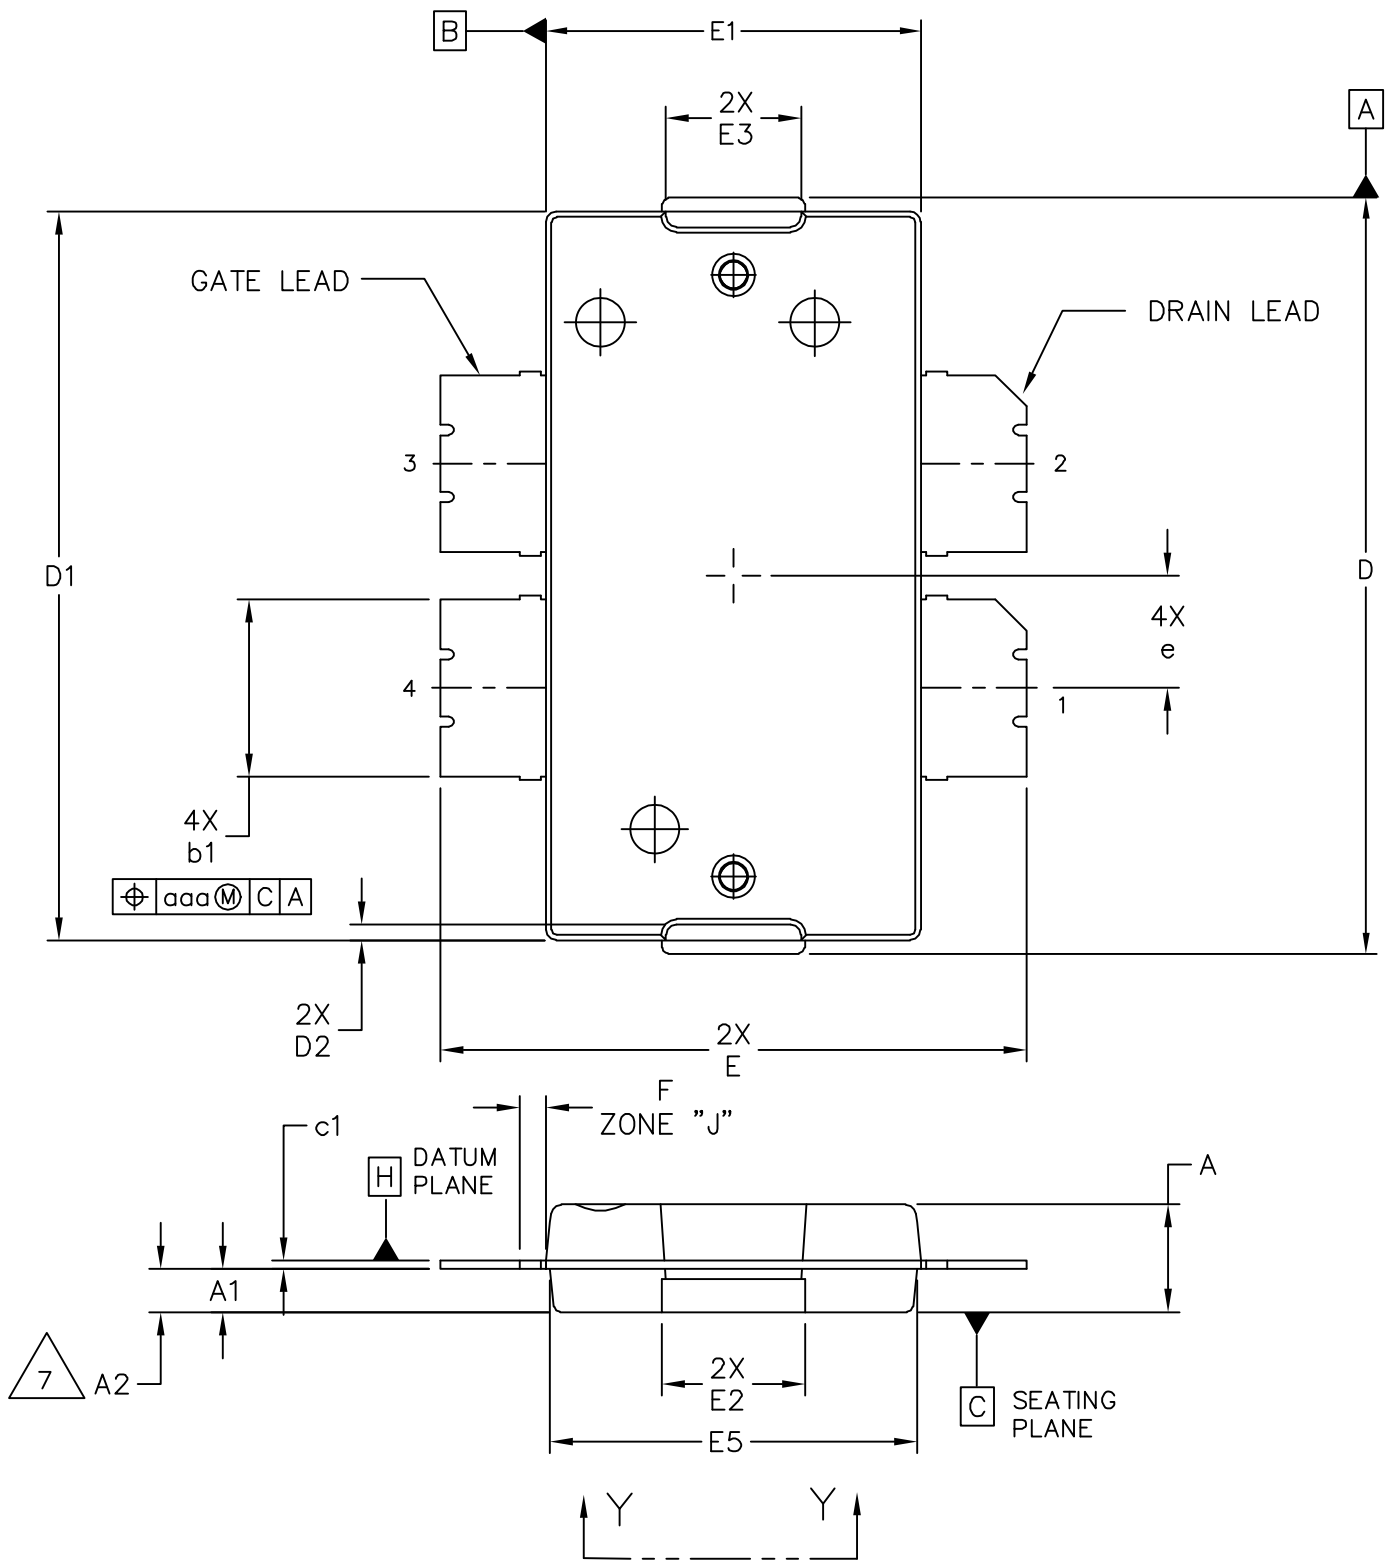 B
E1
2X
E3
A
GATE LEAD
DRAIN LEAD
3
2
D1
D
4X
e
4
1
4X
b1
⌖ aaa Ⓜ C A
2X
D2
2X
E
F
ZONE "J"
c1
H
DATUM
PLANE
A
A1
7
A2
2X
E2
C
SEATING
PLANE
E5
Y
Y